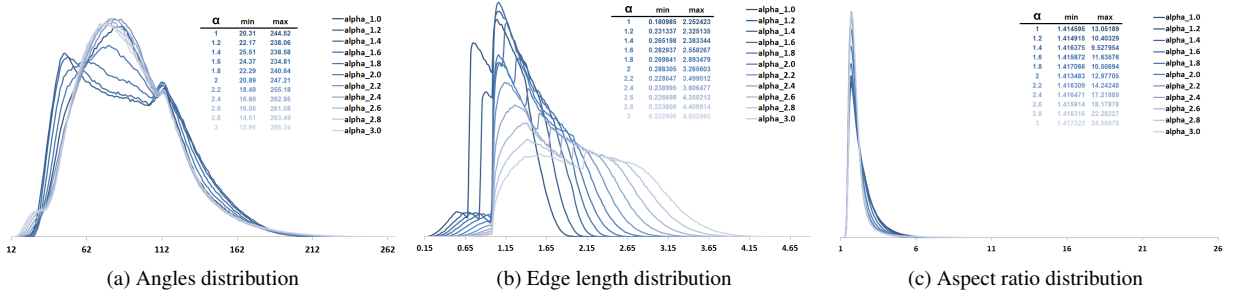 α min max
1 20.31 244.52
1.2 22.17 238.06
1.4 25.51 238.58
1.6 24.37 234.81
1.8 22.29 240.64
2 20.89 247.21
2.2 18.49 255.18
2.4 16.60 262.95
2.6 16.05 261.58
2.8 14.51 263.49
3 12.96 266.24
alpha_1.0
alpha_1.2
alpha_1.4
alpha_1.6
alpha_1.8
alpha_2.0
alpha_2.2
alpha_2.4
alpha_2.6
alpha_2.8
alpha_3.0
12 62 112 162 212 262
(a) Angles distribution
α min max
1 0.180985 2.252423
1.2 0.231337 2.325135
1.4 0.265198 2.383344
1.6 0.282937 2.558267
1.8 0.269841 2.893479
2 0.288305 3.265603
2.2 0.228647 3.499012
2.4 0.238995 3.806477
2.6 0.226698 4.250212
2.8 0.223806 4.409914
3 0.232908 4.882492
alpha_1.0
alpha_1.2
alpha_1.4
alpha_1.6
alpha_1.8
alpha_2.0
alpha_2.2
alpha_2.4
alpha_2.6
alpha_2.8
alpha_3.0
0.15 0.65 1.15 1.65 2.15 2.65 3.15 3.65 4.15 4.65
(b) Edge length distribution
α min max
1 1.414595 13.05189
1.2 1.414915 10.40329
1.4 1.416375 9.527954
1.6 1.415872 11.63576
1.8 1.417066 10.50694
2 1.413483 12.97705
2.2 1.416309 14.24248
2.4 1.416471 17.21889
2.6 1.415914 18.17878
2.8 1.416316 22.28227
3 1.417322
alpha_1.0
alpha_1.2
alpha_1.4
alpha_1.6
alpha_1.8
alpha_2.0
alpha_2.2
alpha_2.4
alpha_2.6
alpha_2.8
alpha_3.0
1 6 11 16 21 26
(c) Aspect ratio distribution